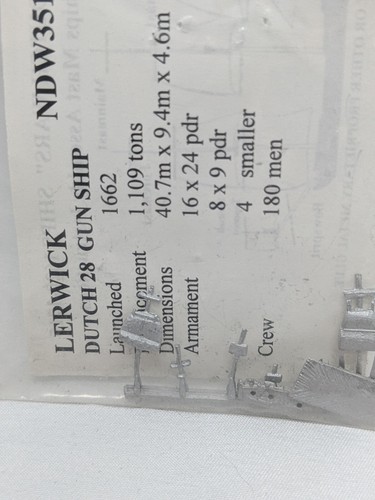 LERWICK NDW351
DUTCH 28 GUN SHIP
Launched 1662
1,109 tons
Dimensions 40.7m x 9.4m x 4.6m
Armament 16 x 24 pdr
8 x 9 pdr
4 smaller
Crew 180 men